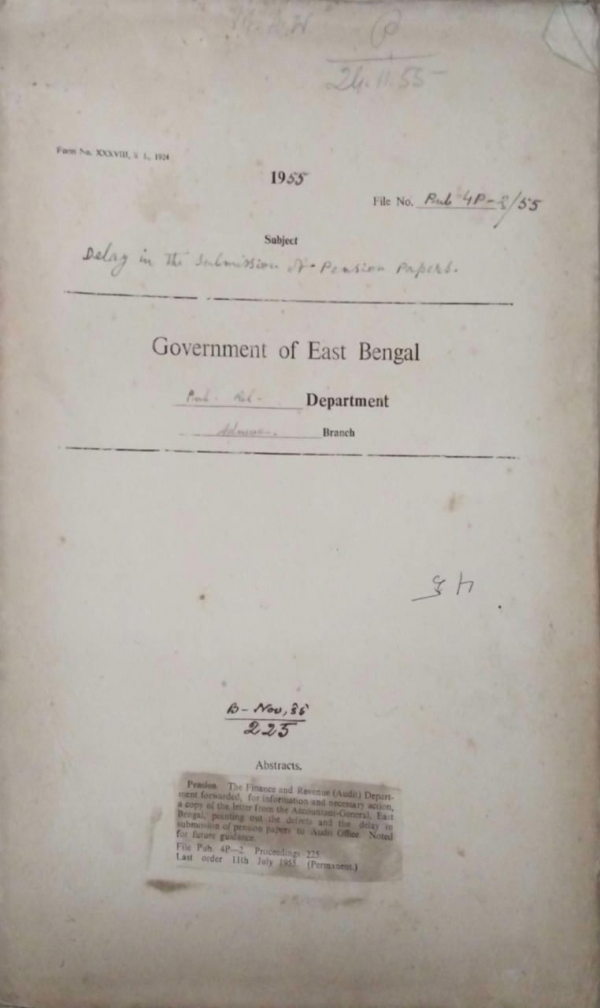 24.11.55
Form No. XXXVIII,
1955
File No. Pub 4P-2/55
Subject
Delay in the submission of Pension Papers.
Government of East Bengal
Department
Branch
B- Nov, 55
225
Abstracts.
Pension The Finance and Revenue (Audit) Depart-
ment forwarded, for information and necessary action,
a copy of the letter from the Accountant-General, East
Bengal, pointing out the defects and the delay in
submission of pension papers to Audit Office. Noted
for future guidance.
File Pub. 4P—2. Proceedings 225
Last order 11th July 1955. (Permanent.)